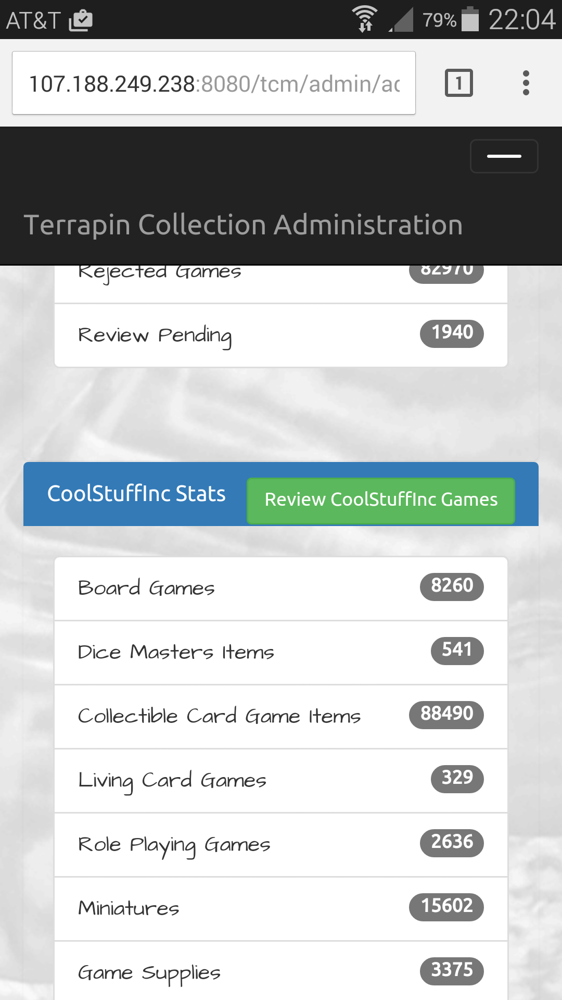 AT&T 79% 22:04
107.188.249.238:8080/tcm/admin/ac 1
Terrapin Collection Administration
Rejected Games 82970
Review Pending 1940
CoolStuffInc Stats Review CoolStuffInc Games
Board Games 8260
Dice Masters Items 541
Collectible Card Game Items 88490
Living Card Games 329
Role Playing Games 2636
Miniatures 15602
Game Supplies 3375